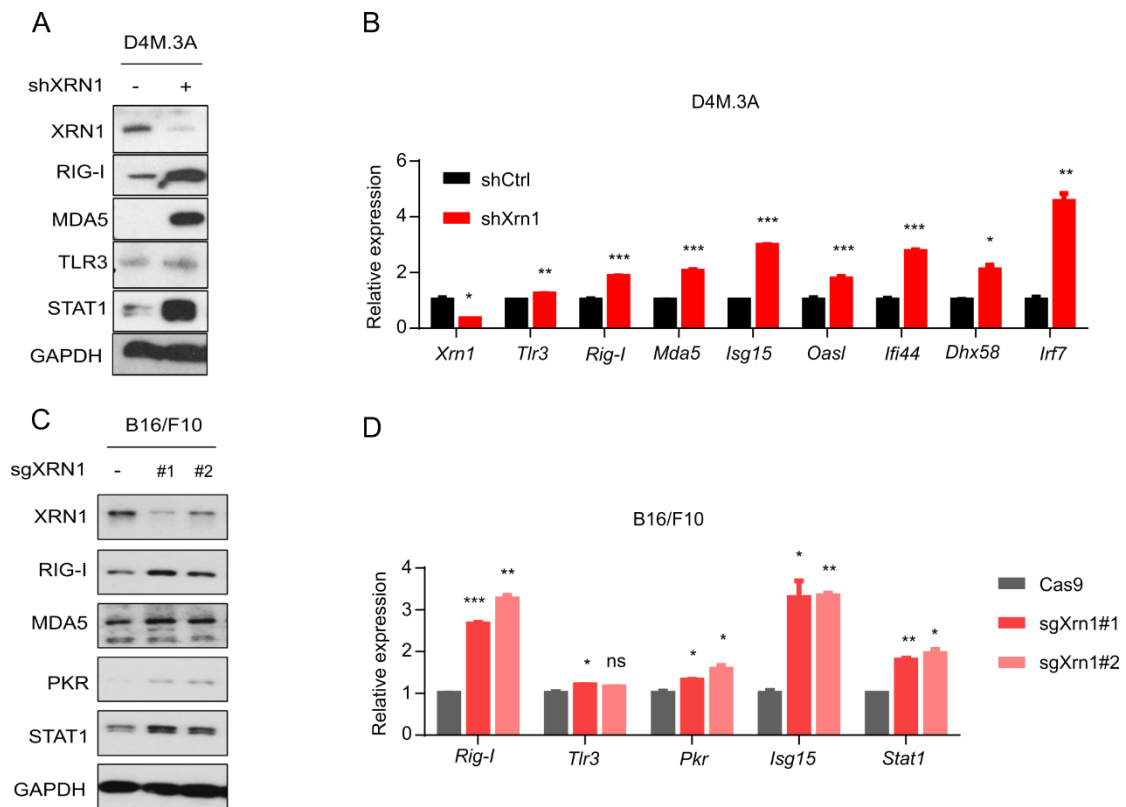 A
D4M.3A
shXRN1 - +
XRN1
RIG-I
MDA5
TLR3
STAT1
GAPDH
B
D4M.3A
Relative expression
6
4
2
0
shCtrl
shXrn1
* ** *** *** *** *** *** * **
Xrn1 Tlr3 Rig-I Mda5 Isg15 Oasl Ifi44 Dhx58 Irf7
C
B16/F10
sgXRN1 - #1 #2
XRN1
RIG-I
MDA5
PKR
STAT1
GAPDH
D
B16/F10
Relative expression
4
3
2
1
0
*** ** * ns * * * ** ** *
Rig-I Tlr3 Pkr Isg15 Stat1
Cas9
sgXrn1#1
sgXrn1#2